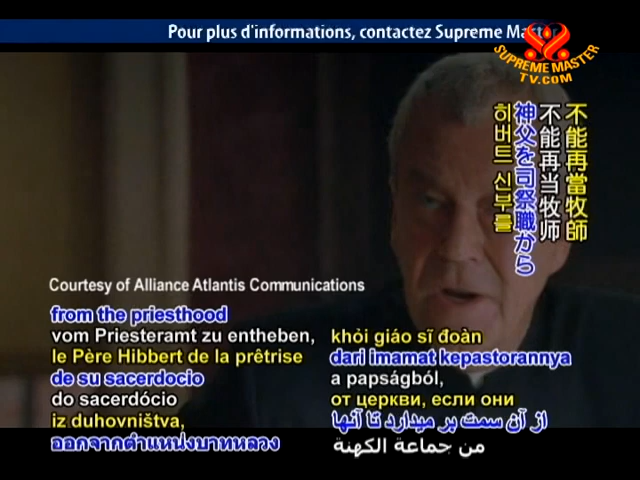 Pour plus d'informations, contactez Supreme Master
SUPREME MASTER
TV.COM
不能再當牧師
不能再当牧师
神父を司祭職から
히버트 신부를
Courtesy of Alliance Atlantis Communications
from the priesthood
vom Priesteramt zu entheben,
le Père Hibbert de la prêtrise
de su sacerdocio
do sacerdócio
iz duhovništva,
ออกจากตำแหน่งบาทหลวง
khỏi giáo sĩ đoàn
dari imamat kepastorannya
a papságból,
от церкви, если они
از آن سمت بر میدارد تا آنها
من جماعة الكهنة